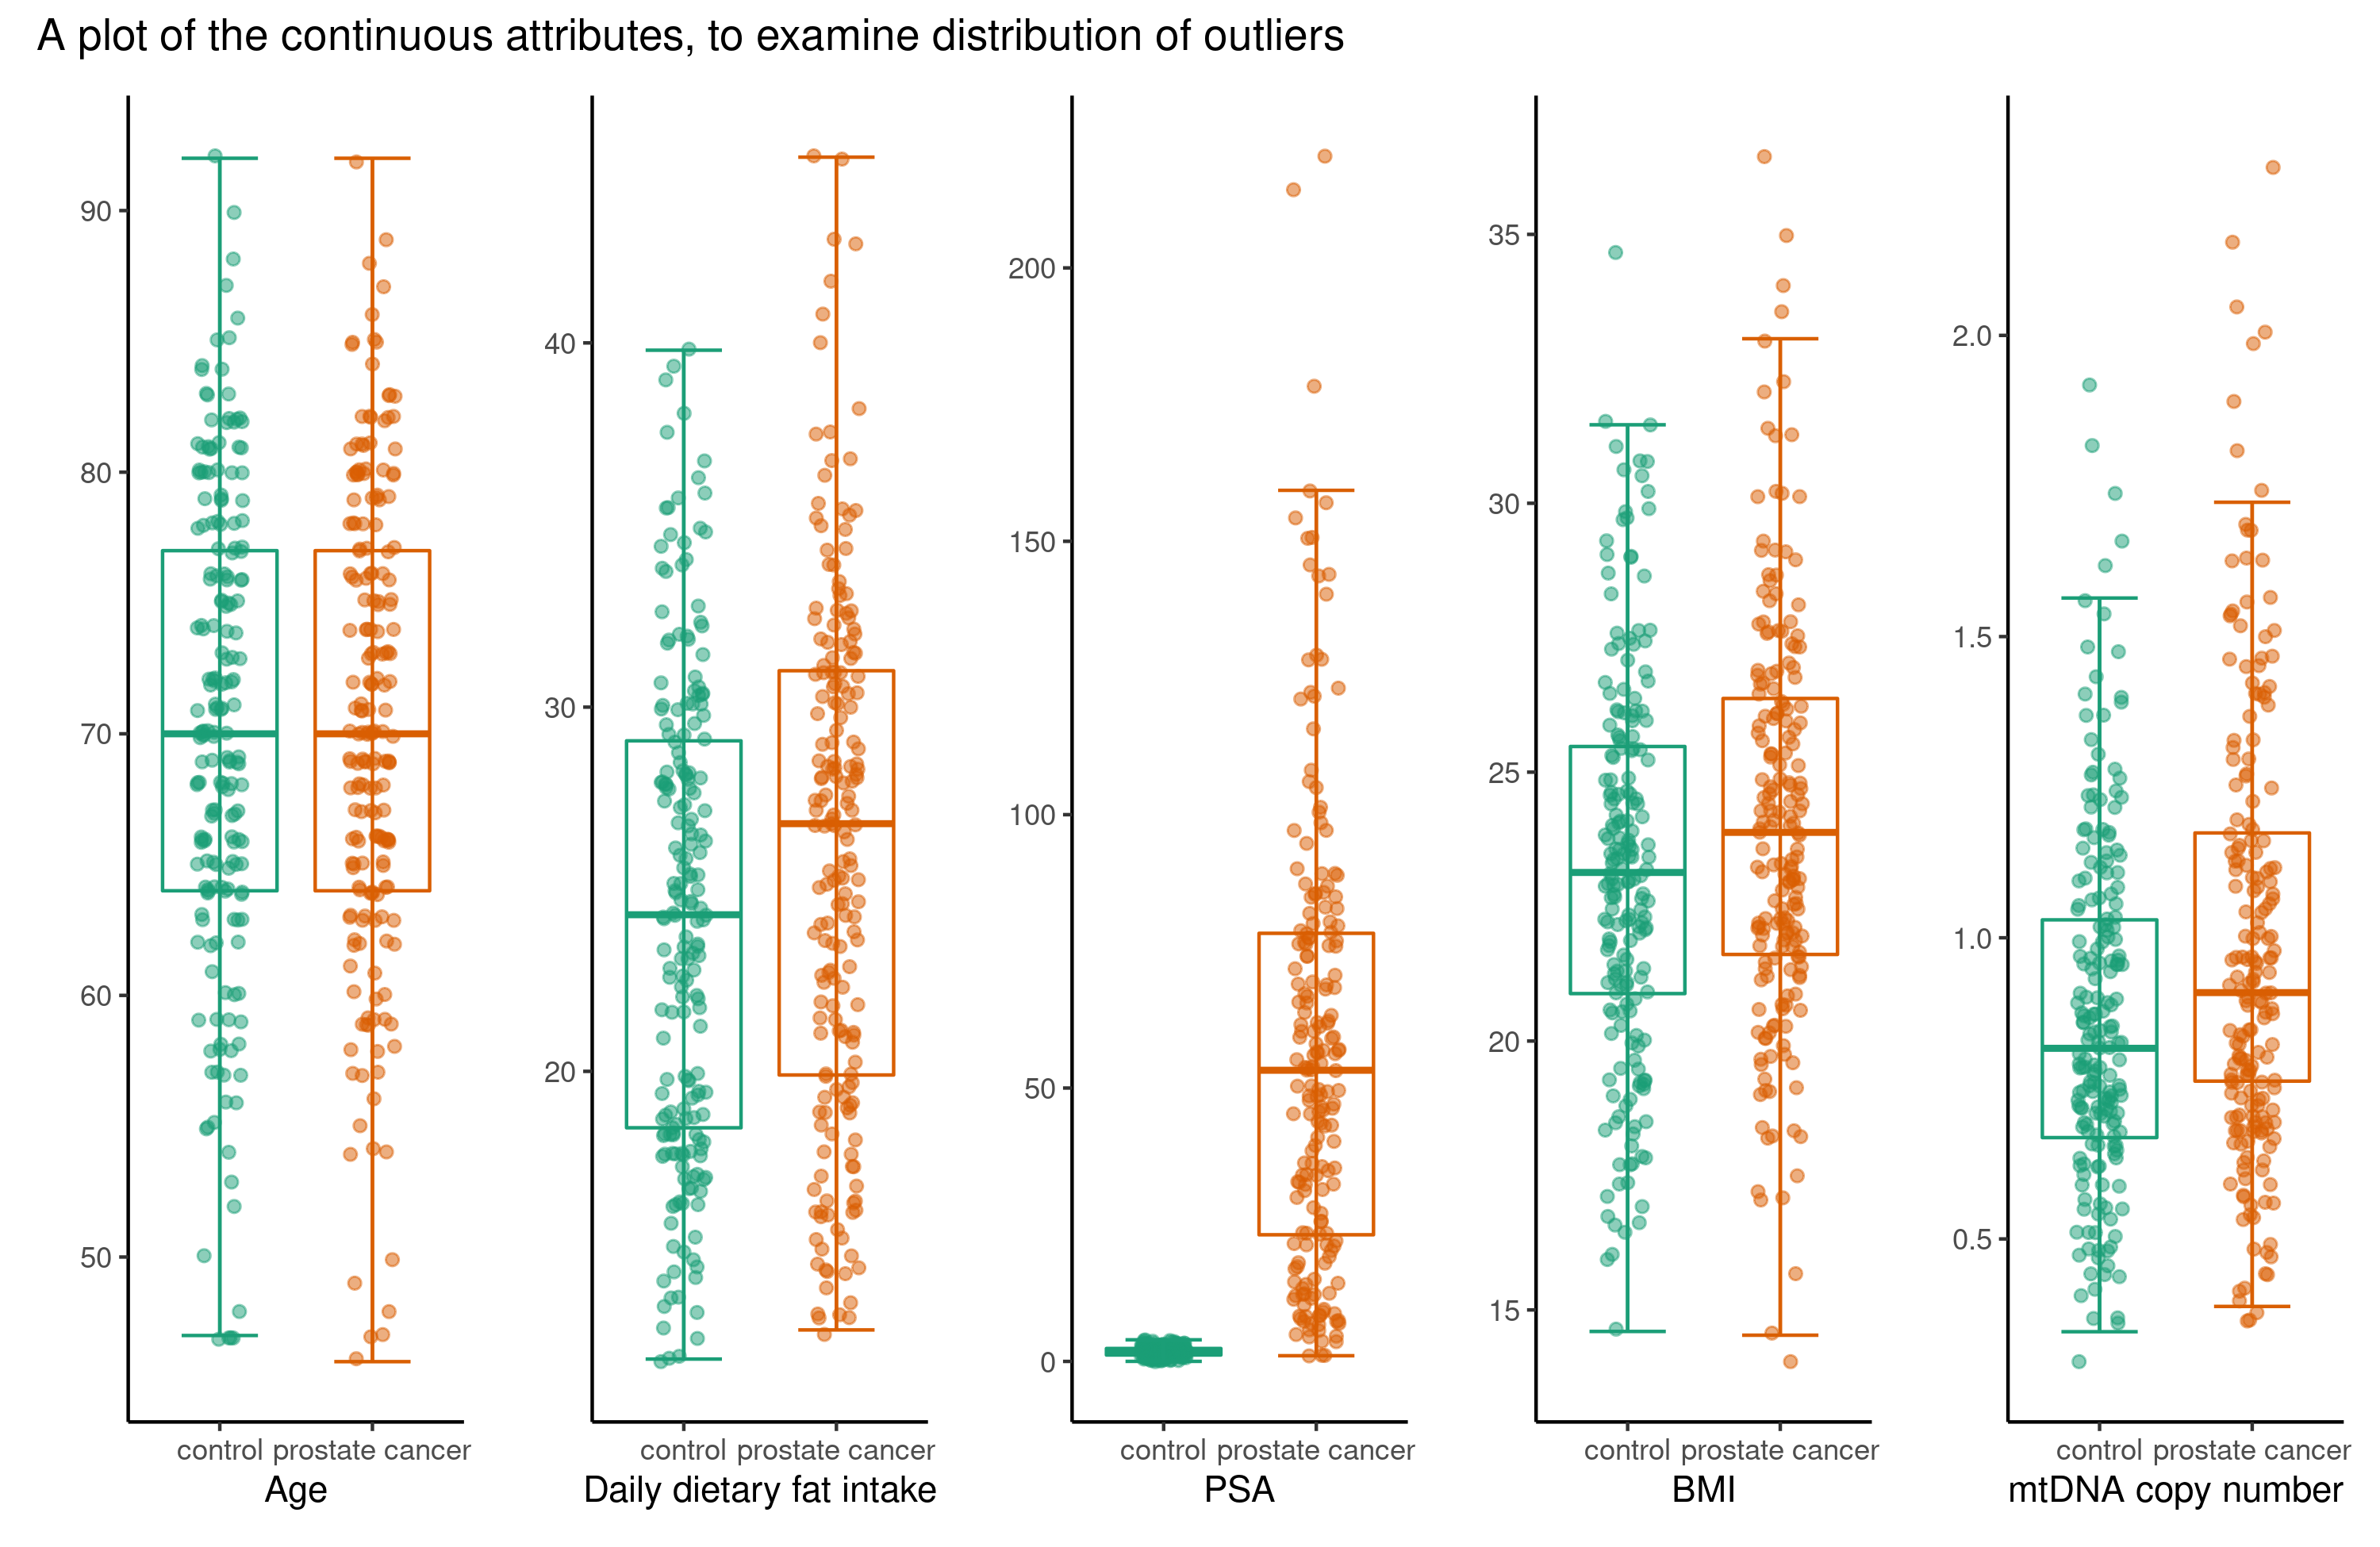 A plot of the continuous attributes, to examine distribution of outliers
90
80
70
60
50
control prostate cancer
Age
40
30
20
control prostate cancer
Daily dietary fat intake
200
150
100
50
0
control prostate cancer
PSA
35
30
25
20
15
control prostate cancer
BMI
2.0
1.5
1.0
0.5
control prostate cancer
mtDNA copy number